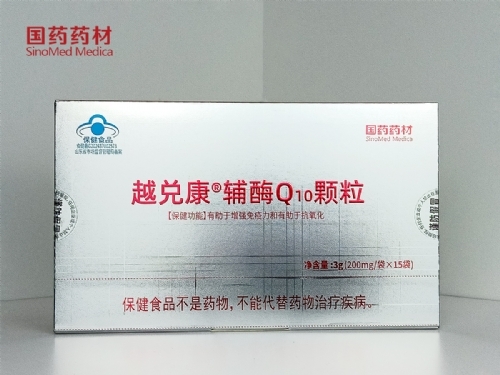 国药药材
SinoMed Medica
保健食品
国药药材
SinoMed Medica
越兑康®辅酶Q10颗粒
【保健功能】有助于增强免疫力和有助于抗氧化
净含量:3g(200mg/袋×15袋)
保健食品不是药物,不能代替药物治疗疾病。